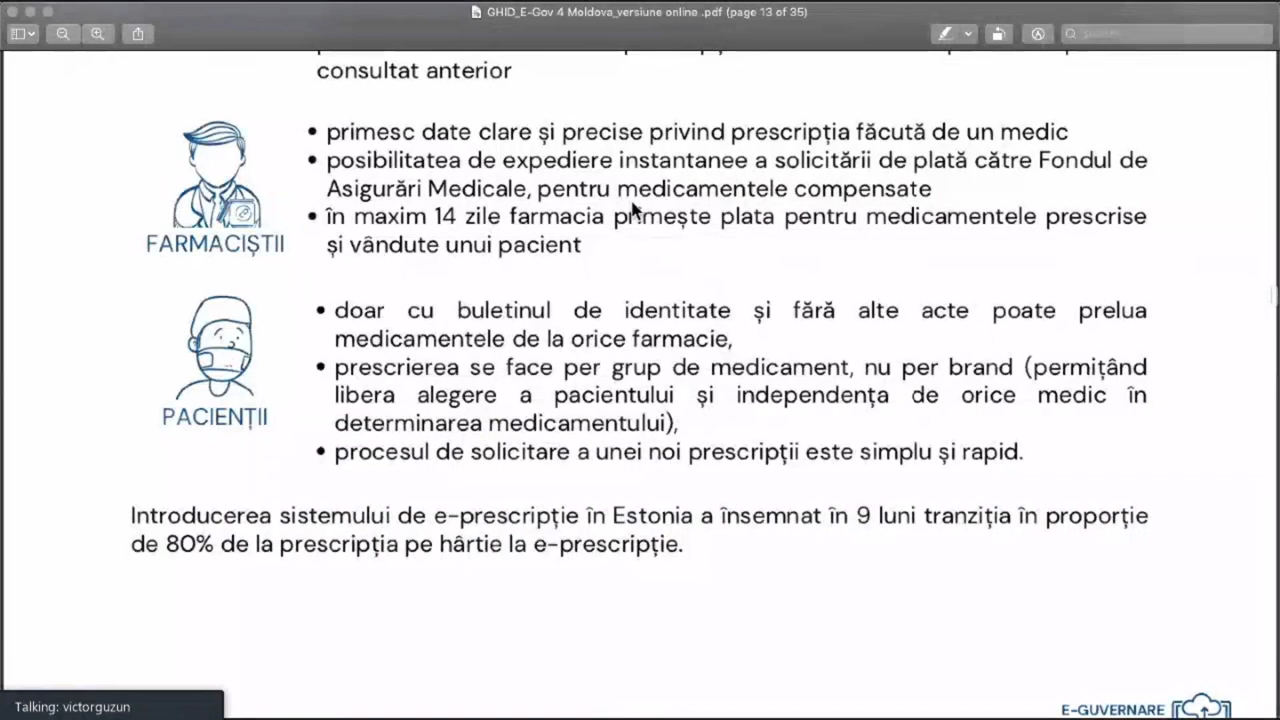 GHID_E-Gov 4 Moldova_versiune online .pdf (page 13 of 35)
Search
consultat anterior
FARMACIȘTII
• primesc date clare și precise privind prescripția făcută de un medic
• posibilitatea de expediere instantanee a solicitării de plată către Fondul de
Asigurări Medicale, pentru medicamentele compensate
• în maxim 14 zile farmacia primește plata pentru medicamentele prescrise
și vândute unui pacient
PACIENȚII
• doar cu buletinul de identitate și fără alte acte poate prelua
medicamentele de la orice farmacie,
• prescrierea se face per grup de medicament, nu per brand (permițând
libera alegere a pacientului și independența de orice medic în
determinarea medicamentului),
• procesul de solicitare a unei noi prescripții este simplu și rapid.
Introducerea sistemului de e-prescripție în Estonia a însemnat în 9 luni tranziția în proporție
de 80% de la prescripția pe hârtie la e-prescripție.
Talking: victorguzun
E-GUVERNARE